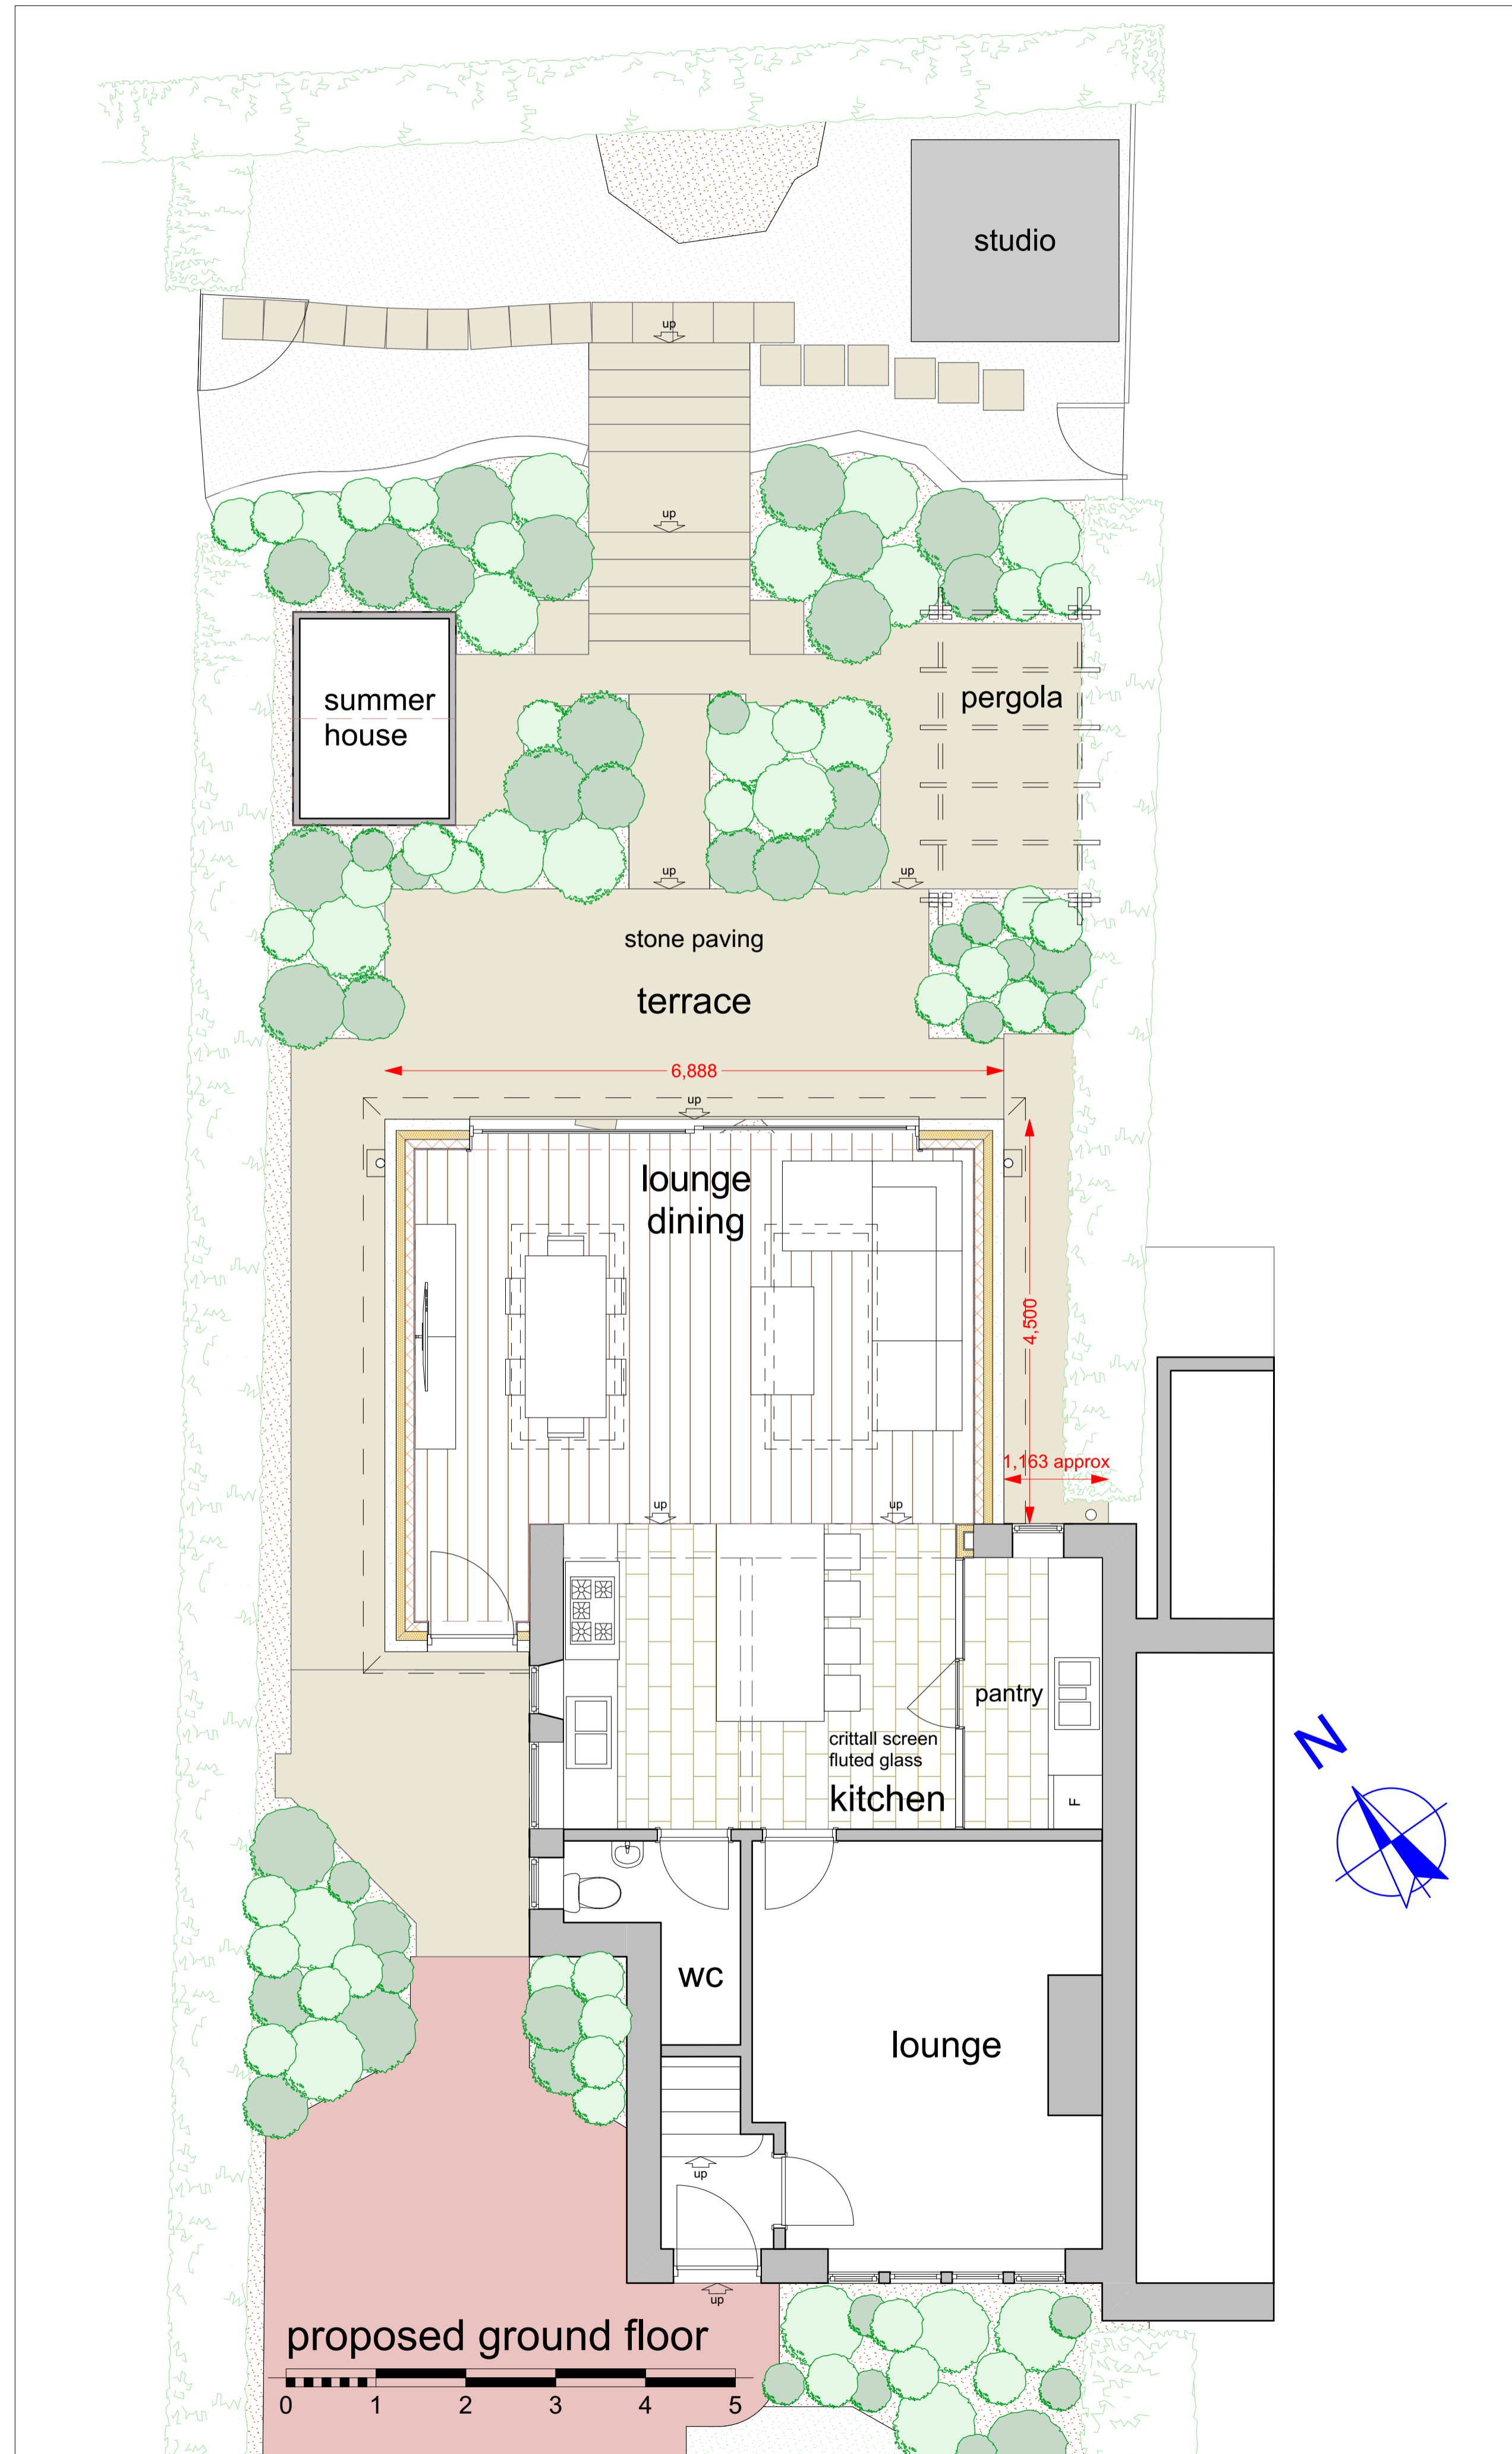 studio
up
up
summer
house
pergola
up
up
stone paving
terrace
6,888
up
lounge
dining
4,500
1,163 approx
up
up
pantry
crittall screen
fluted glass
kitchen
F
N
wc
lounge
up
up
proposed ground floor
0 1 2 3 4 5